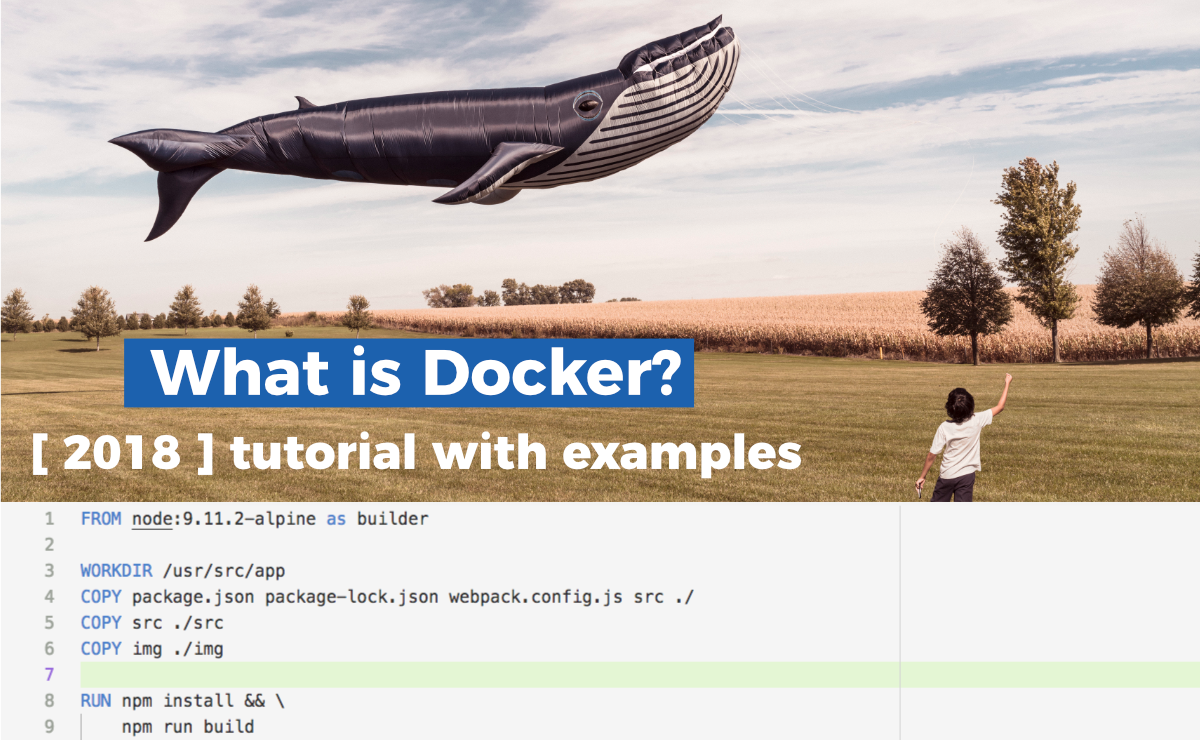 What is Docker?
[ 2018 ] tutorial with examples
1 FROM node:9.11.2-alpine as builder
2
3 WORKDIR /usr/src/app
4 COPY package.json package-lock.json webpack.config.js src ./
5 COPY src ./src
6 COPY img ./img
7
8 RUN npm install && \
9 npm run build